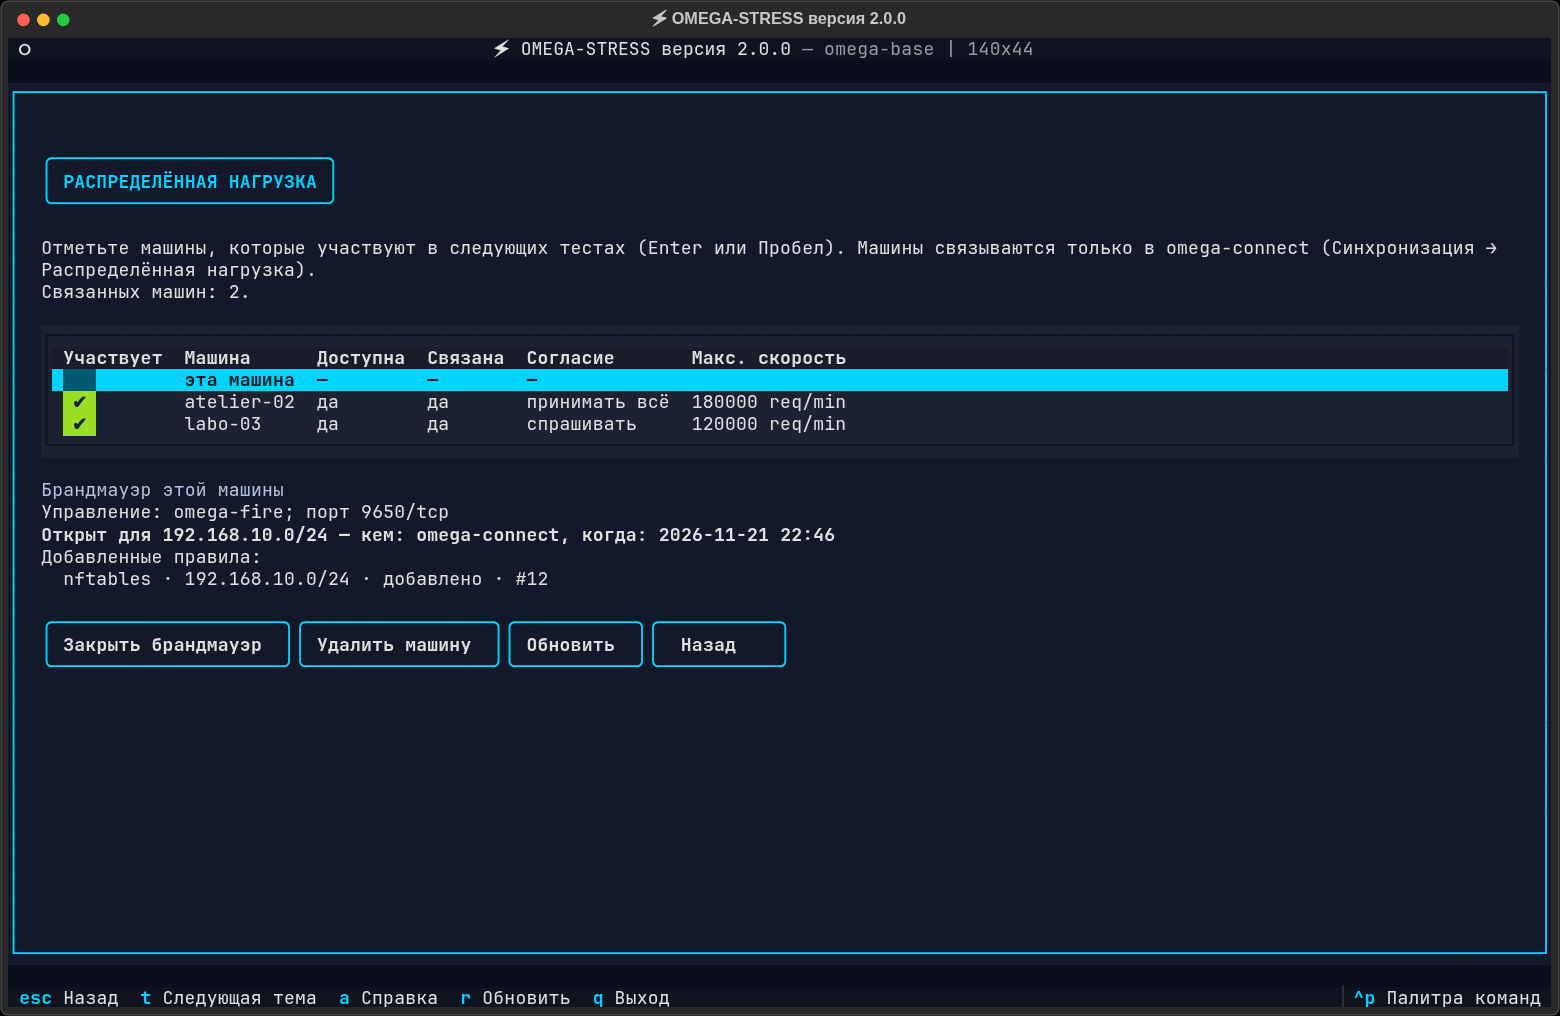 ⚡ OMEGA-STRESS версия 2.0.0
⚡ OMEGA-STRESS версия 2.0.0 — omega-base | 140x44
РАСПРЕДЕЛЁННАЯ НАГРУЗКА
Отметьте машины, которые участвуют в следующих тестах (Enter или Пробел). Машины связываются только в omega-connect (Синхронизация →
Распределённая нагрузка).
Связанных машин: 2.
Участвует Машина Доступна Связана Согласие Макс. скорость
эта машина — — —
✔ atelier-02 да да принимать всё 180000 req/min
✔ labo-03 да да спрашивать 120000 req/min
Брандмауэр этой машины
Управление: omega-fire; порт 9650/tcp
Открыт для 192.168.10.0/24 — кем: omega-connect, когда: 2026-11-21 22:46
Добавленные правила:
nftables · 192.168.10.0/24 · добавлено · #12
Закрыть брандмауэр Удалить машину Обновить Назад
esc Назад t Следующая тема a Справка r Обновить q Выход ^p Палитра команд